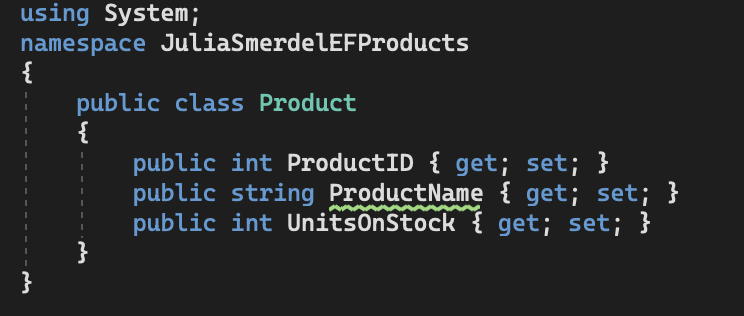 using System;
namespace JuliaSmerdelEFProducts
{
public class Product
{
public int ProductID { get; set; }
public string ProductName { get; set; }
public int UnitsOnStock { get; set; }
}
}